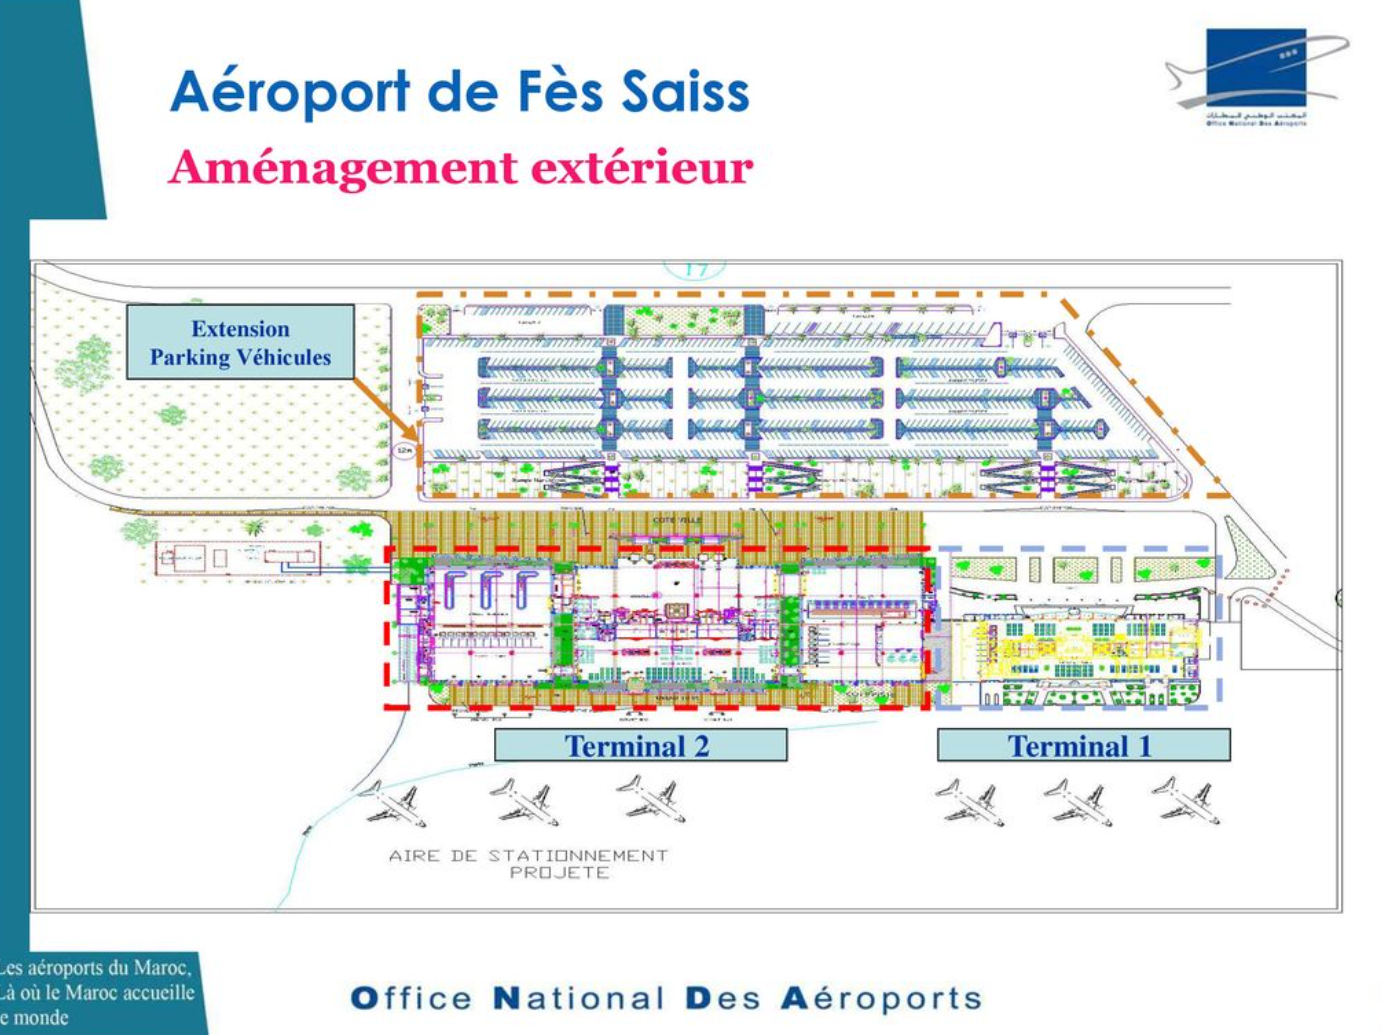 Aéroport de Fès Saiss
Aménagement extérieur
المكتب الوطني للمطارات
Office National Des Aéroports
17
Extension
Parking Véhicules
12m
COTE VILLE
Terminal 2
Terminal 1
AIRE DE STATIONNEMENT
PROJETE
Les aéroports du Maroc,
Là où le Maroc accueille
le monde
Office National Des Aéroports